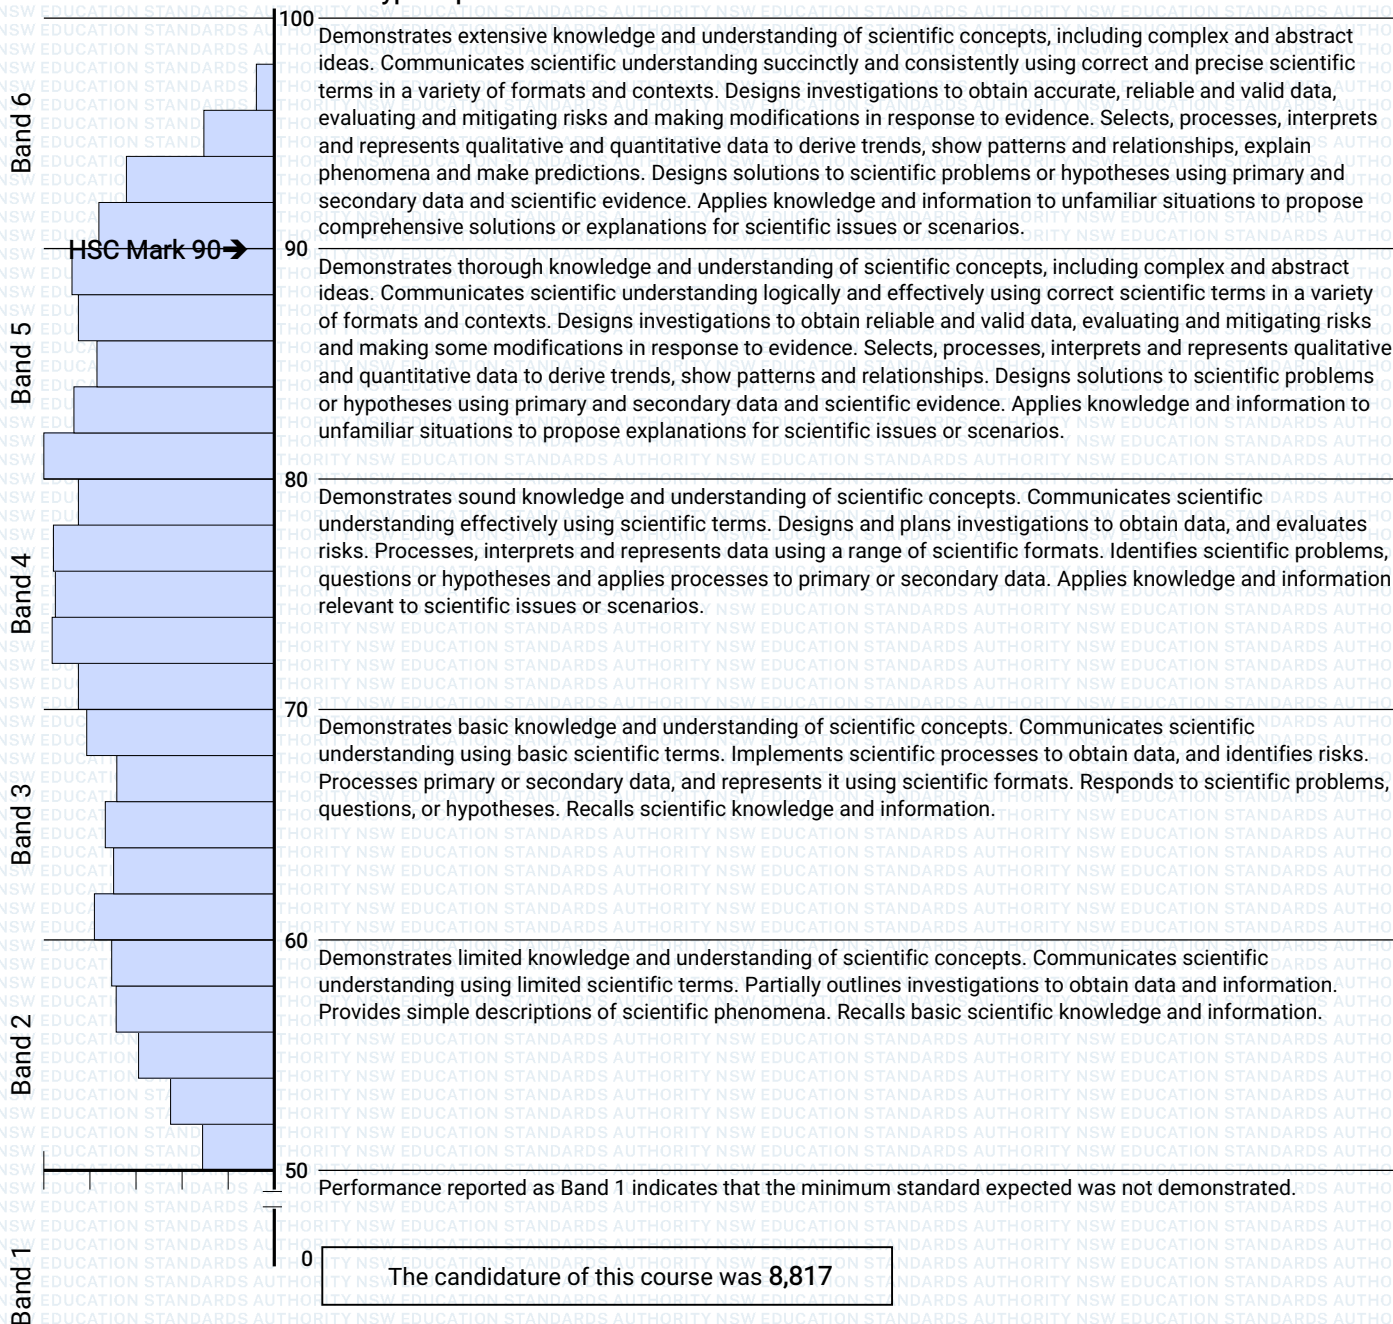 100
Demonstrates extensive knowledge and understanding of scientific concepts, including complex and abstract
ideas. Communicates scientific understanding succinctly and consistently using correct and precise scientific
terms in a variety of formats and contexts. Designs investigations to obtain accurate, reliable and valid data,
evaluating and mitigating risks and making modifications in response to evidence. Selects, processes, interprets
and represents qualitative and quantitative data to derive trends, show patterns and relationships, explain
phenomena and make predictions. Designs solutions to scientific problems or hypotheses using primary and
secondary data and scientific evidence. Applies knowledge and information to unfamiliar situations to propose
comprehensive solutions or explanations for scientific issues or scenarios.
Band 6
HSC Mark 90➔
90
Demonstrates thorough knowledge and understanding of scientific concepts, including complex and abstract
ideas. Communicates scientific understanding logically and effectively using correct scientific terms in a variety
of formats and contexts. Designs investigations to obtain reliable and valid data, evaluating and mitigating risks
and making some modifications in response to evidence. Selects, processes, interprets and represents qualitative
and quantitative data to derive trends, show patterns and relationships. Designs solutions to scientific problems
or hypotheses using primary and secondary data and scientific evidence. Applies knowledge and information to
unfamiliar situations to propose explanations for scientific issues or scenarios.
Band 5
80
Demonstrates sound knowledge and understanding of scientific concepts. Communicates scientific
understanding effectively using scientific terms. Designs and plans investigations to obtain data, and evaluates
risks. Processes, interprets and represents data using a range of scientific formats. Identifies scientific problems,
questions or hypotheses and applies processes to primary or secondary data. Applies knowledge and information
relevant to scientific issues or scenarios.
Band 4
70
Demonstrates basic knowledge and understanding of scientific concepts. Communicates scientific
understanding using basic scientific terms. Implements scientific processes to obtain data, and identifies risks.
Processes primary or secondary data, and represents it using scientific formats. Responds to scientific problems,
questions, or hypotheses. Recalls scientific knowledge and information.
Band 3
60
Demonstrates limited knowledge and understanding of scientific concepts. Communicates scientific
understanding using limited scientific terms. Partially outlines investigations to obtain data and information.
Provides simple descriptions of scientific phenomena. Recalls basic scientific knowledge and information.
Band 2
50
Performance reported as Band 1 indicates that the minimum standard expected was not demonstrated.
Band 1
0
The candidature of this course was 8,817
NSW EDUCATION STANDARDS AUTHORITY